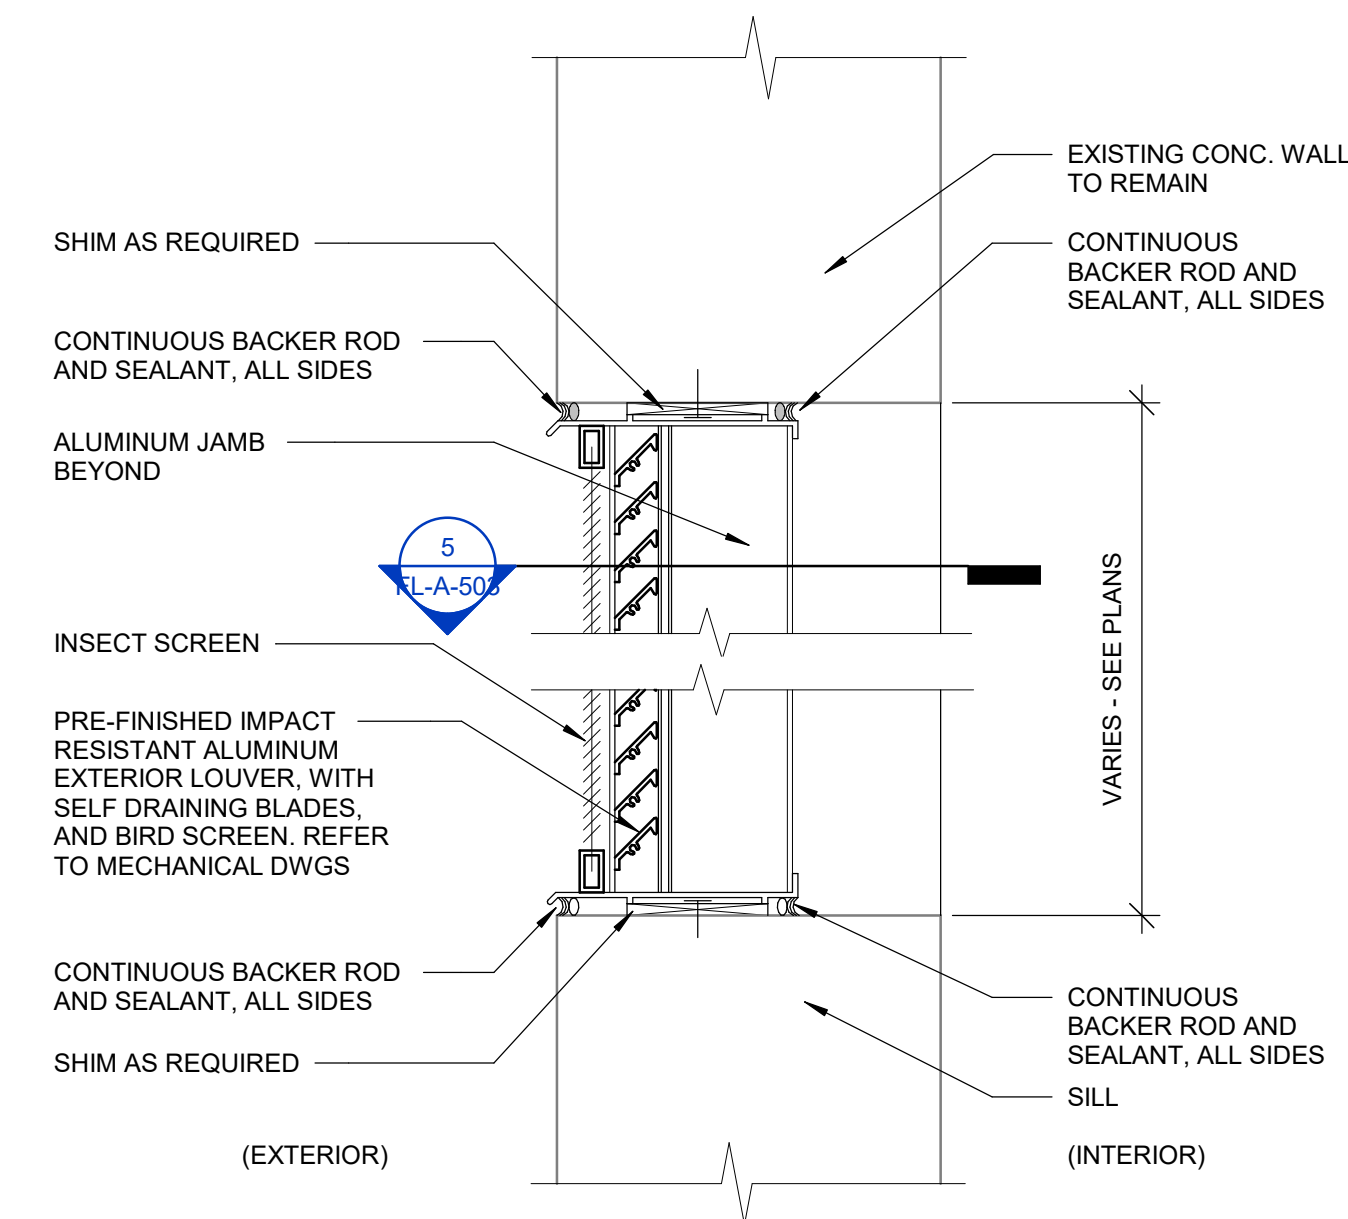 EXISTING CONC. WALL
TO REMAIN
SHIM AS REQUIRED
CONTINUOUS
BACKER ROD AND
SEALANT, ALL SIDES
CONTINUOUS BACKER ROD
AND SEALANT, ALL SIDES
ALUMINUM JAMB
BEYOND
5
FL-A-503
INSECT SCREEN
VARIES - SEE PLANS
PRE-FINISHED IMPACT
RESISTANT ALUMINUM
EXTERIOR LOUVER, WITH
SELF DRAINING BLADES,
AND BIRD SCREEN. REFER
TO MECHANICAL DWGS
CONTINUOUS BACKER ROD
AND SEALANT, ALL SIDES
CONTINUOUS
BACKER ROD AND
SEALANT, ALL SIDES
SHIM AS REQUIRED
SILL
(EXTERIOR)
(INTERIOR)